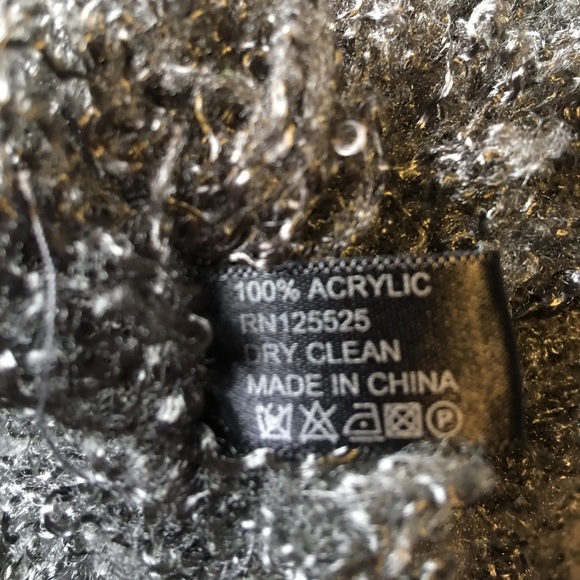 100% ACRYLIC
RN125525
DRY CLEAN
MADE IN CHINA
P